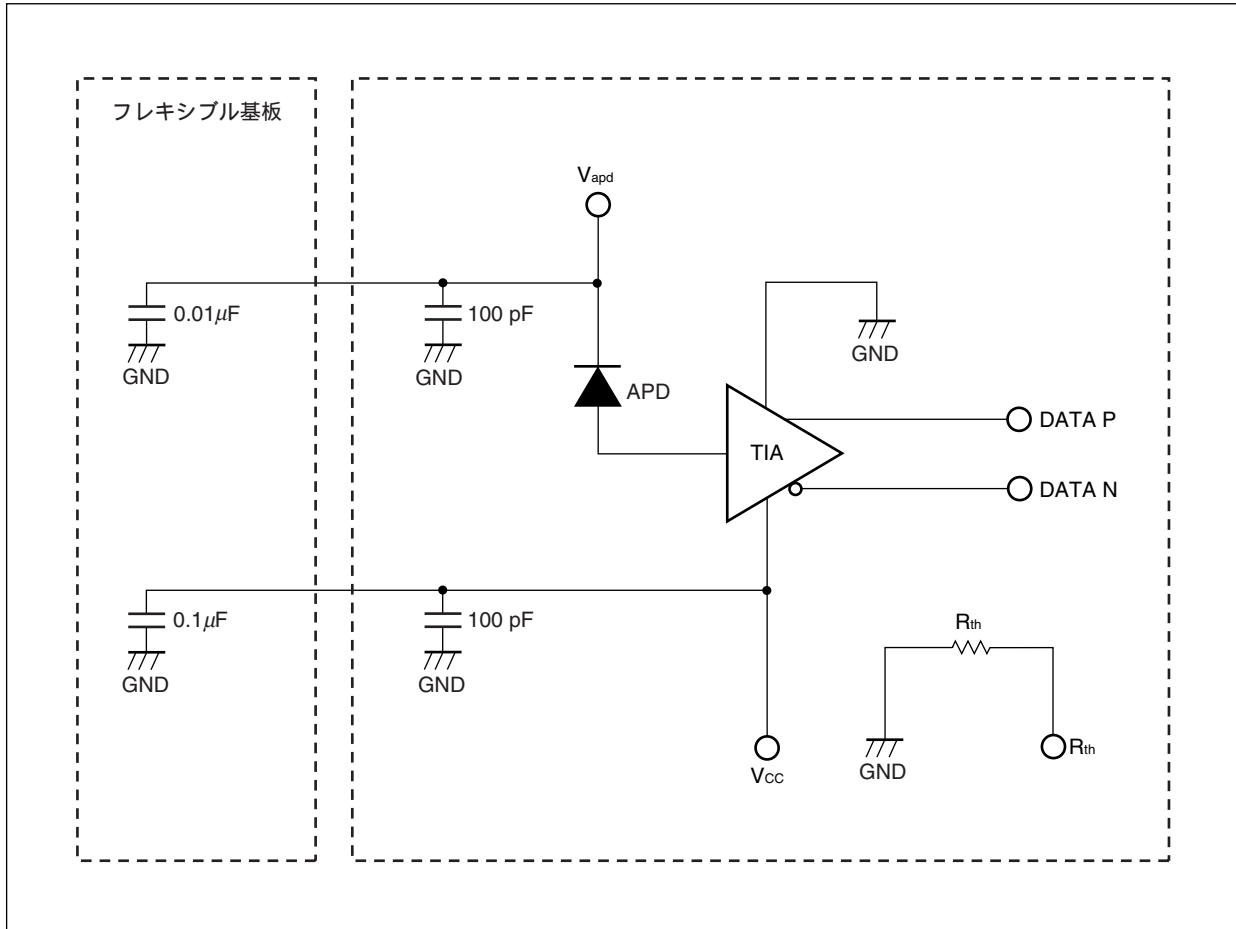 フレキシブル基板
Vapd
0.01μF
GND
100 pF
GND
APD
GND
TIA
DATA P
DATA N
0.1μF
GND
100 pF
GND
VCC
Rth
GND
Rth